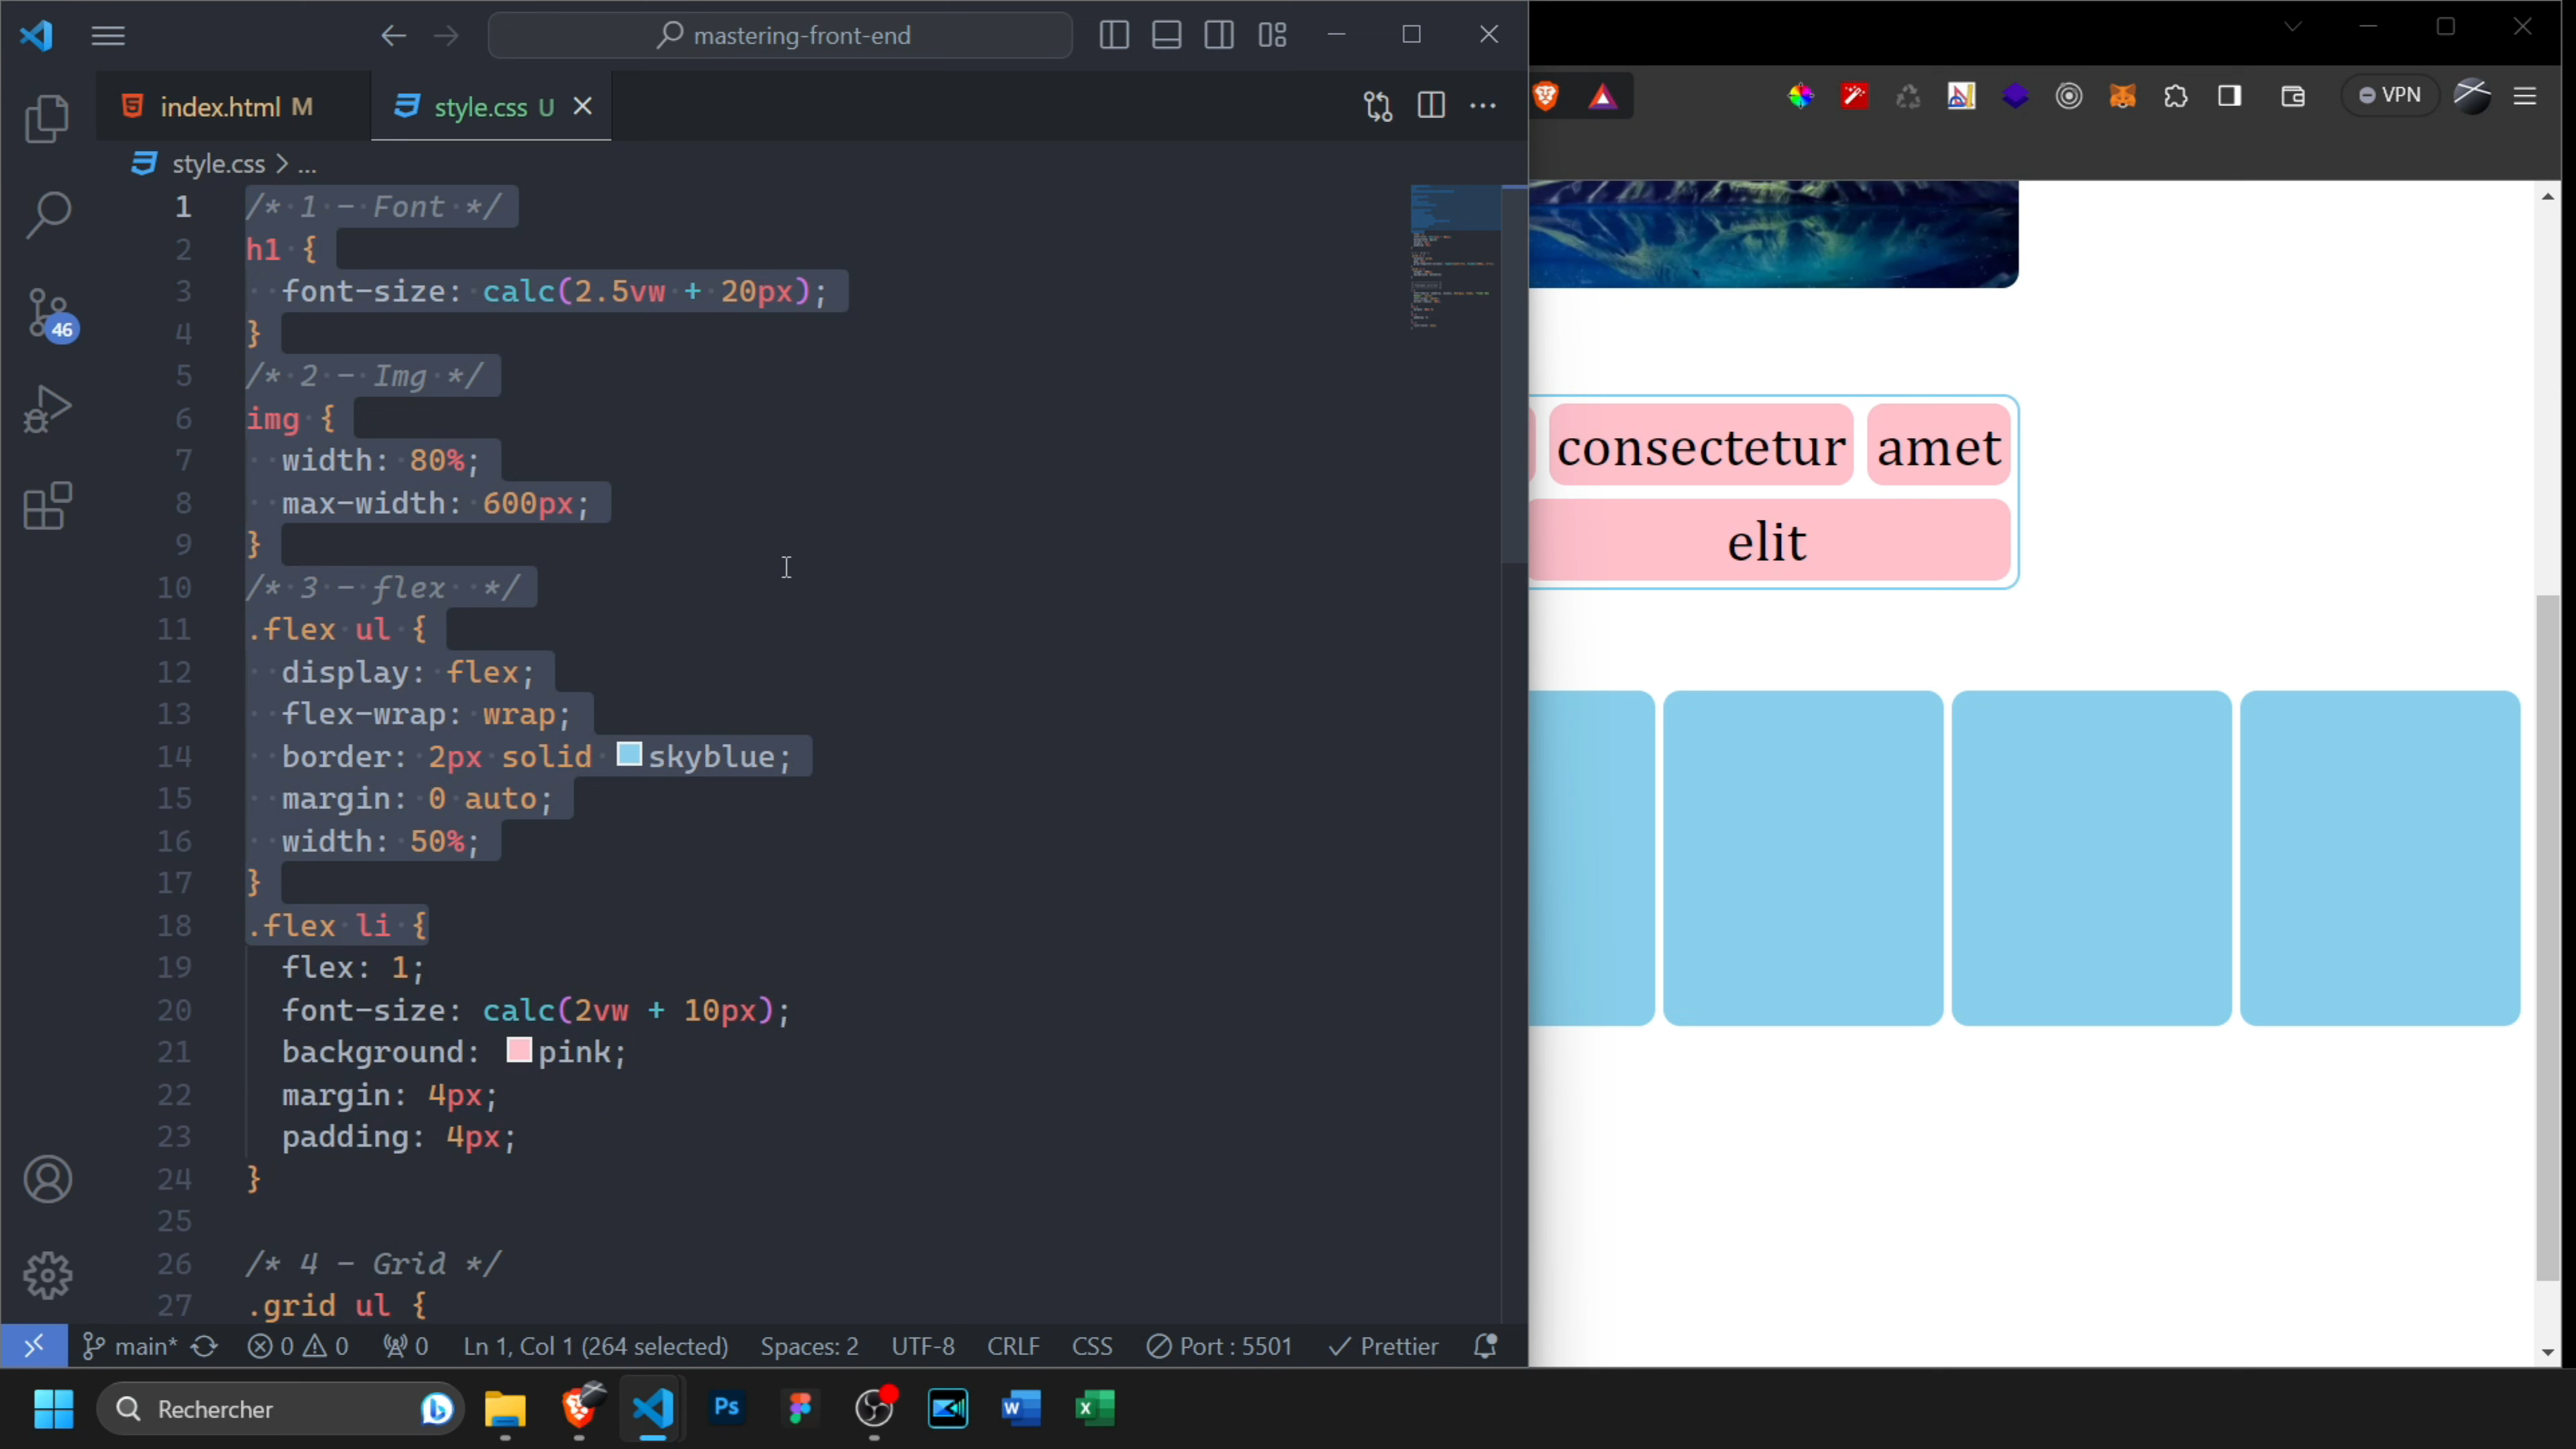 mastering-front-end
index.html M
style.css U
style.css > ...
1 /* 1 - Font */
2 h1 {
3 font-size: calc(2.5vw + 20px);
4 }
5 /* 2 - Img */
6 img {
7 width: 80%;
8 max-width: 600px;
9 }
10 /* 3 - flex  */
11 .flex ul {
12 display: flex;
13 flex-wrap: wrap;
14 border: 2px solid skyblue;
15 margin: 0 auto;
16 width: 50%;
17 }
18 .flex li {
19 flex: 1;
20 font-size: calc(2vw + 10px);
21 background: pink;
22 margin: 4px;
23 padding: 4px;
24 }
25
26 /* 4 - Grid */
27 .grid ul {
46
main* 0 0 0 Ln 1, Col 1 (264 selected) Spaces: 2 UTF-8 CRLF CSS Port : 5501 Prettier
VPN
consectetur amet
elit
Rechercher
Ps
W
X